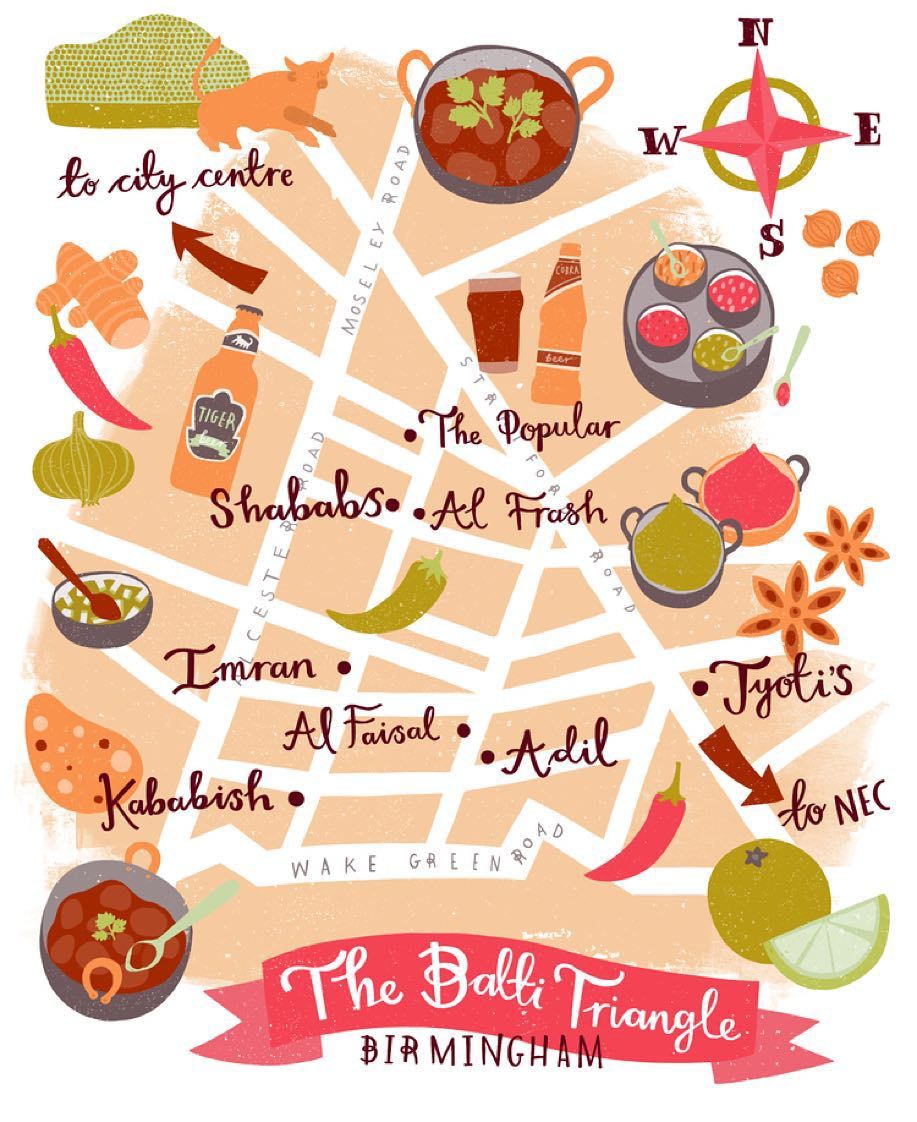 N
W
E
S
to city centre
MOSELEY ROAD
COBRA
beer
TIGER
beer
STRATFORD ROAD
The Popular
Shababs
Al Frash
ALCESTER ROAD
Imran
Jyoti's
Al Faisal
Adil
Kababish
to NEC
WAKE GREEN ROAD
The Balti Triangle
BIRMINGHAM